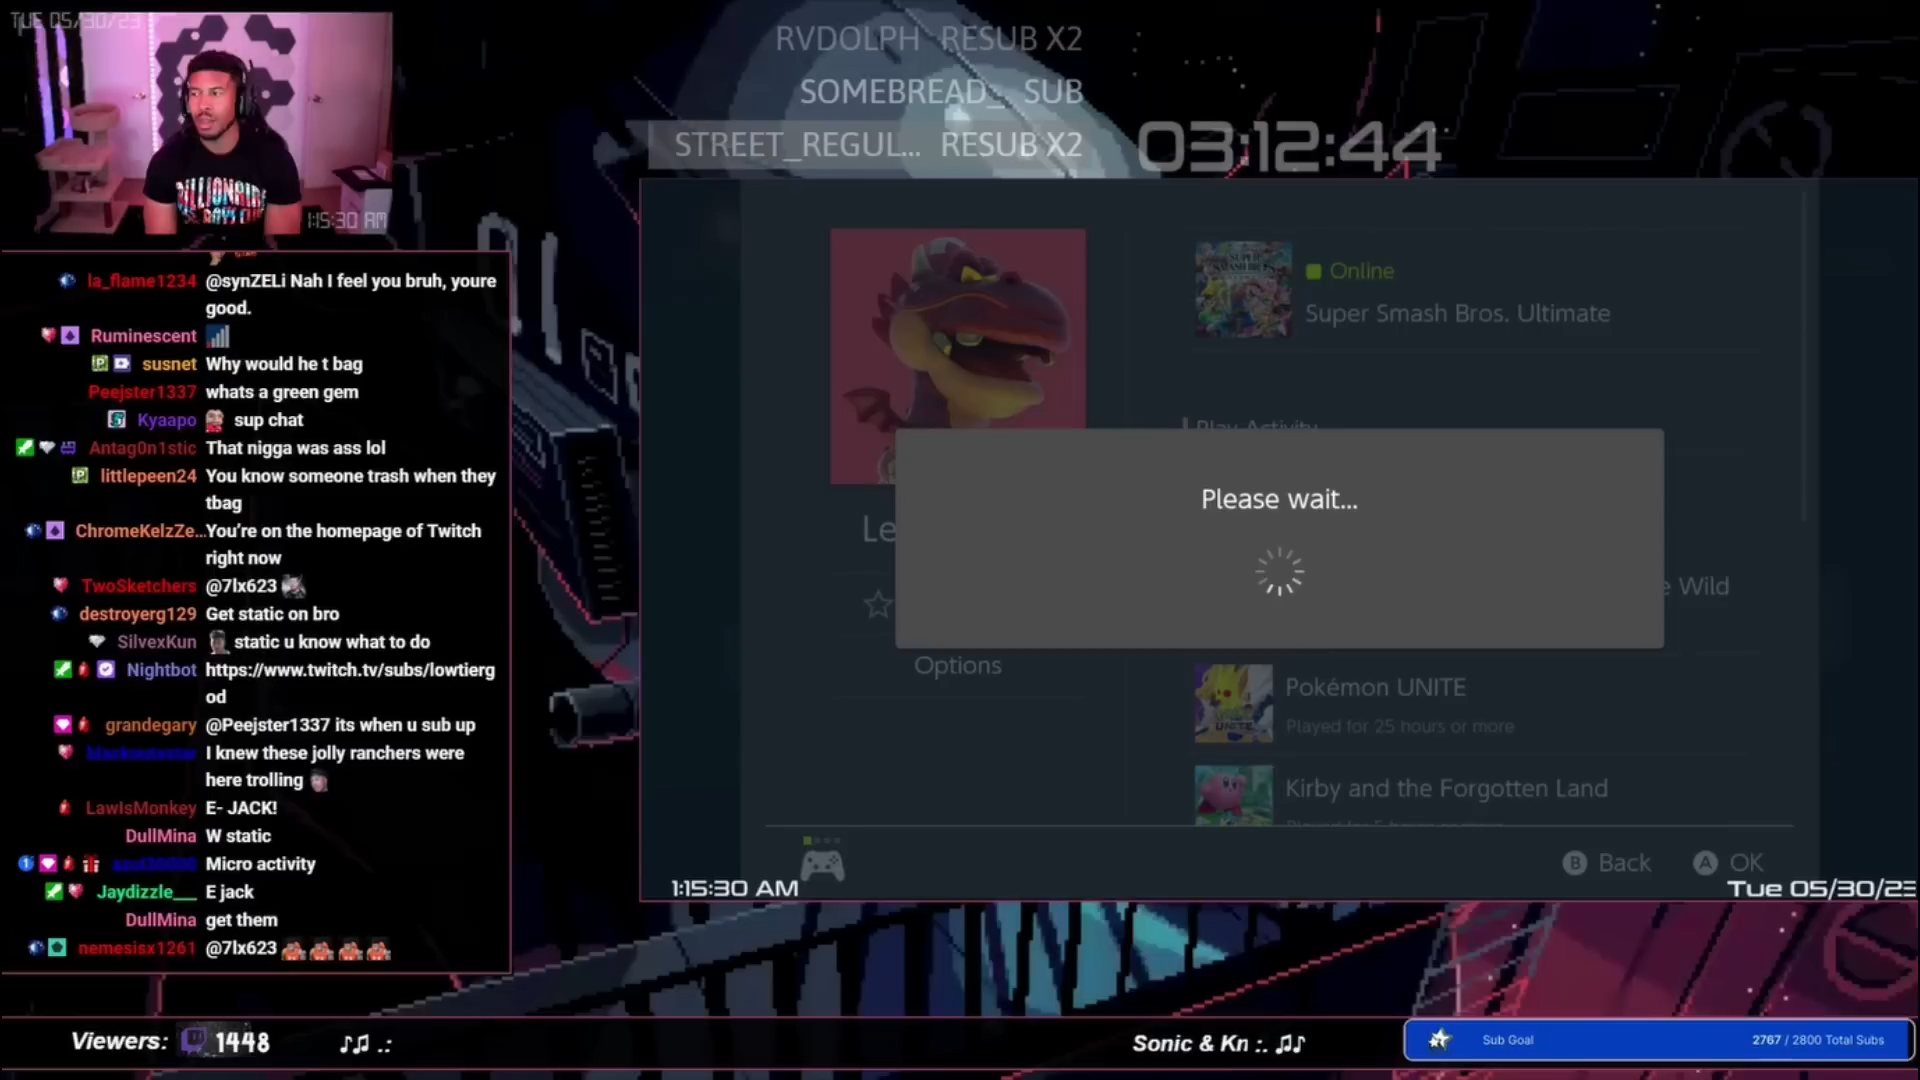 TUE 05/30/23
1:15:30 AM
RVDOLPH RESUB X2
SOMEBREAD_ SUB
STREET_REGUL... RESUB X2
03:12:44
la_flame1234 @synZELi Nah I feel you bruh, youre
good.
Ruminescent
susnet Why would he t bag
Peejster1337 whats a green gem
Kyaapo sup chat
Antag0n1stic That nigga was ass lol
littlepeen24 You know someone trash when they
tbag
ChromeKelzZe... You're on the homepage of Twitch
right now
TwoSketchers @7lx623
destroyerg129 Get static on bro
SilvexKun static u know what to do
Nightbot https://www.twitch.tv/subs/lowtierg
od
grandegary @Peejster1337 its when u sub up
I knew these jolly ranchers were
here trolling
LawIsMonkey E- JACK!
DullMina W static
Micro activity
Jaydizzle__ E jack
DullMina get them
nemesisx1261 @7lx623
Online
Super Smash Bros. Ultimate
Play Activity
Le
Please wait...
e Wild
Options
Pokémon UNITE
Played for 25 hours or more
Kirby and the Forgotten Land
B Back
A OK
1:15:30 AM
Tue 05/30/23
Viewers: 1448
Sonic & Kn :.
Sub Goal
2767 / 2800 Total Subs